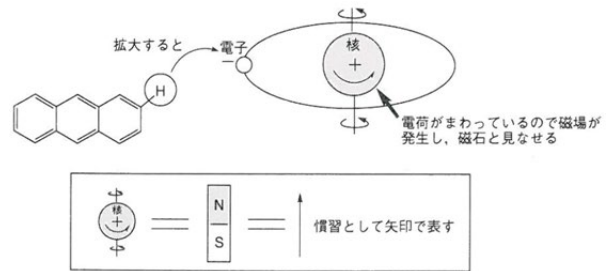 拡大すると
電子
−
核
+
H
電荷がまわっているので磁場が
発生し，磁石と見なせる
核
+
N
S
慣習として矢印で表す